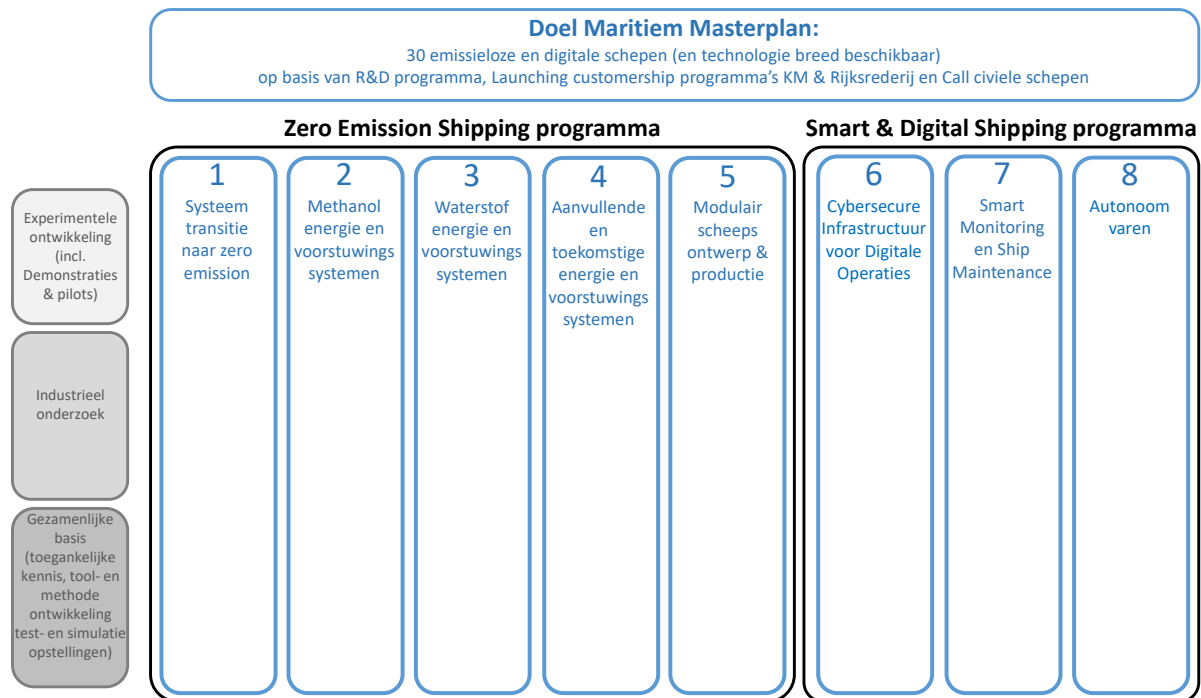 Doel Maritiem Masterplan:
30 emissieloze en digitale schepen (en technologie breed beschikbaar)
op basis van R&D programma, Launching customership programma's KM & Rijksrederij en Call civiele schepen
Zero Emission Shipping programma
Smart & Digital Shipping programma
Experimentele
ontwikkeling
(incl.
Demonstraties
& pilots)
Industrieel
onderzoek
Gezamenlijke
basis
(toegankelijke
kennis, tool- en
methode
ontwikkeling
test- en simulatie
opstellingen)
1
Systeem
transitie
naar zero
emission
2
Methanol
energie en
voorstuwings
systemen
3
Waterstof
energie en
voorstuwings
systemen
4
Aanvullende
en
toekomstige
energie en
voorstuwings
systemen
5
Modulair
scheeps
ontwerp &
productie
6
Cybersecure
Infrastructuur
voor Digitale
Operaties
7
Smart
Monitoring
en Ship
Maintenance
8
Autonoom
varen